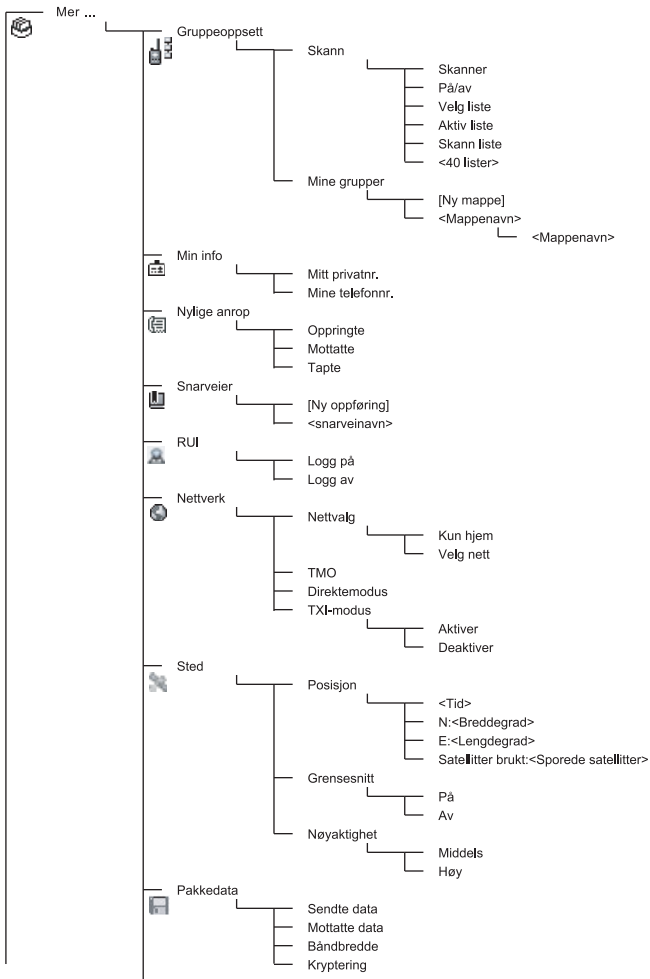 Mer ...
Gruppeoppsett
Skann
Skanner
På/av
Velg liste
Aktiv liste
Skann liste
<40 lister>
Mine grupper
[Ny mappe]
<Mappenavn>
<Mappenavn>
Min info
Mitt privatnr.
Mine telefonnr.
Nylige anrop
Oppringte
Mottatte
Tapte
Snarveier
[Ny oppføring]
<snarveinavn>
RUI
Logg på
Logg av
Nettverk
Nettvalg
Kun hjem
Velg nett
TMO
Direktemodus
TXI-modus
Aktiver
Deaktiver
Sted
Posisjon
<Tid>
N:<Breddegrad>
E:<Lengdegrad>
Satellitter brukt:<Sporede satellitter>
Grensesnitt
På
Av
Nøyaktighet
Middels
Høy
Pakkedata
Sendte data
Mottatte data
Båndbredde
Kryptering